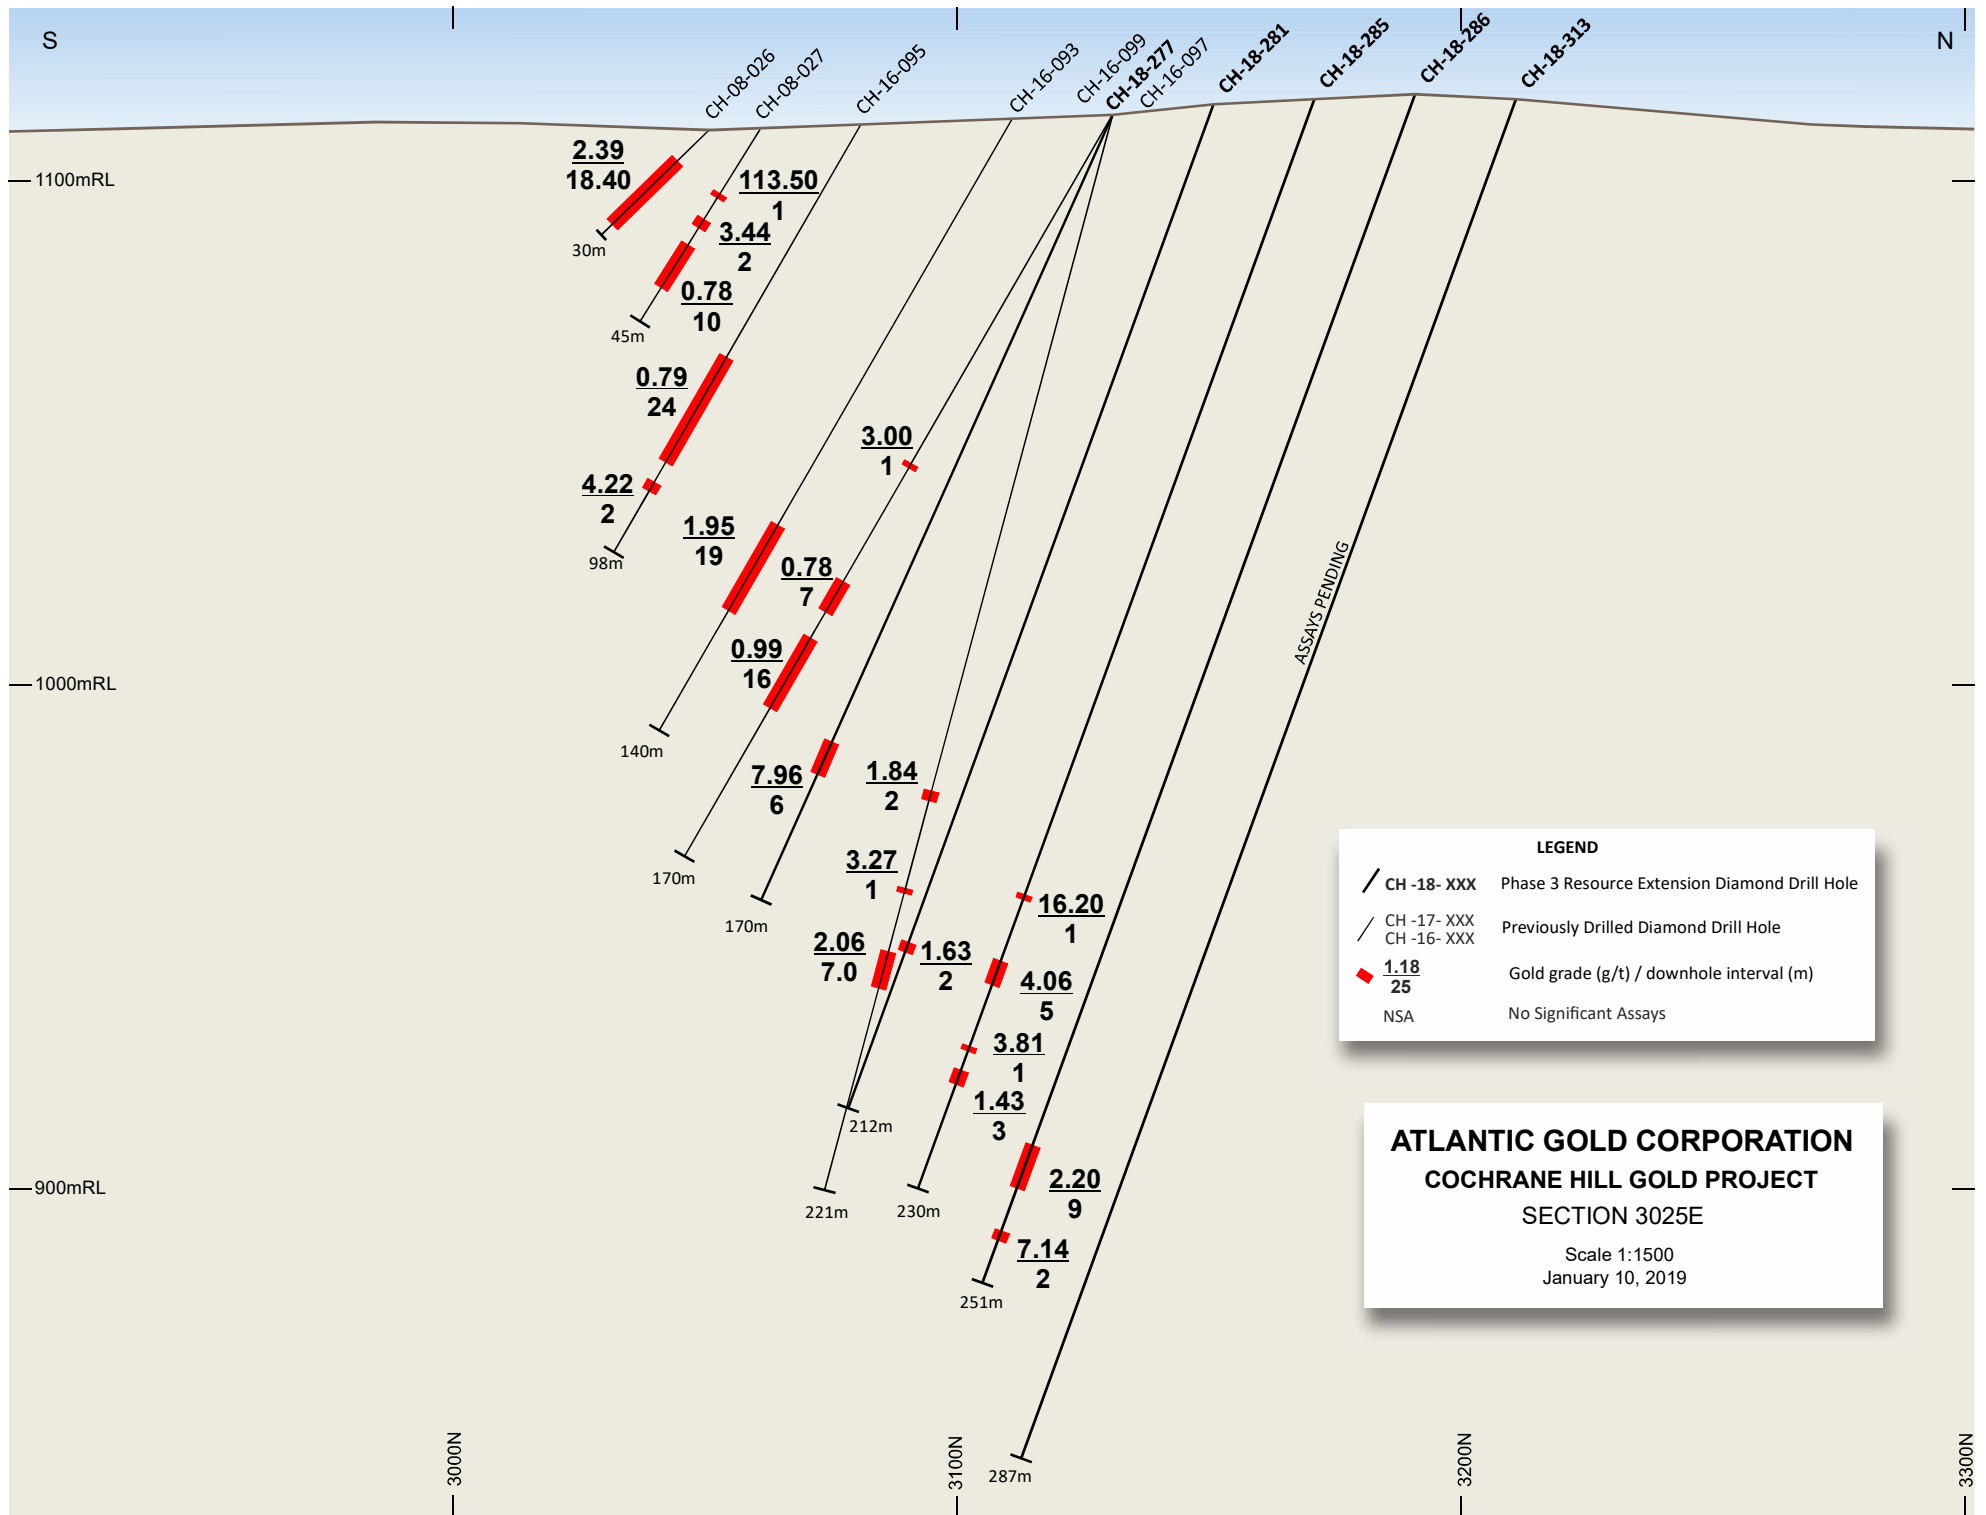 S
N
CH-08-026
CH-08-027
CH-16-095
CH-16-093
CH-16-099
CH-18-277
CH-16-097
CH-18-281
CH-18-285
CH-18-286
CH-18-313
1100mRL
1000mRL
900mRL
2.39
18.40
30m
113.50
1
3.44
2
0.78
10
45m
0.79
24
4.22
2
98m
1.95
19
140m
3.00
1
0.78
7
0.99
16
170m
7.96
6
170m
1.84
2
3.27
1
2.06
7.0
221m
1.63
2
212m
16.20
1
4.06
5
3.81
1
1.43
3
230m
2.20
9
7.14
2
251m
ASSAYS PENDING
287m
LEGEND
CH -18- XXX Phase 3 Resource Extension Diamond Drill Hole
CH -17- XXX
CH -16- XXX
Previously Drilled Diamond Drill Hole
1.18
25
Gold grade (g/t) / downhole interval (m)
NSA No Significant Assays
ATLANTIC GOLD CORPORATION
COCHRANE HILL GOLD PROJECT
SECTION 3025E
Scale 1:1500
January 10, 2019
3000N
3100N
3200N
3300N